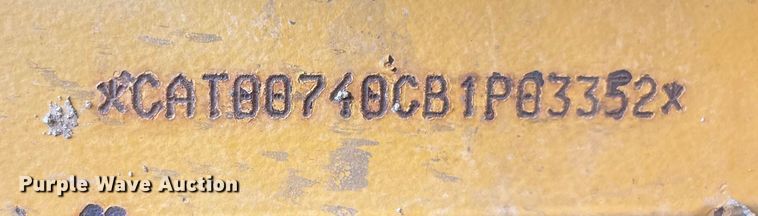 *CAT00740CB1P03352*
Purple Wave Auction